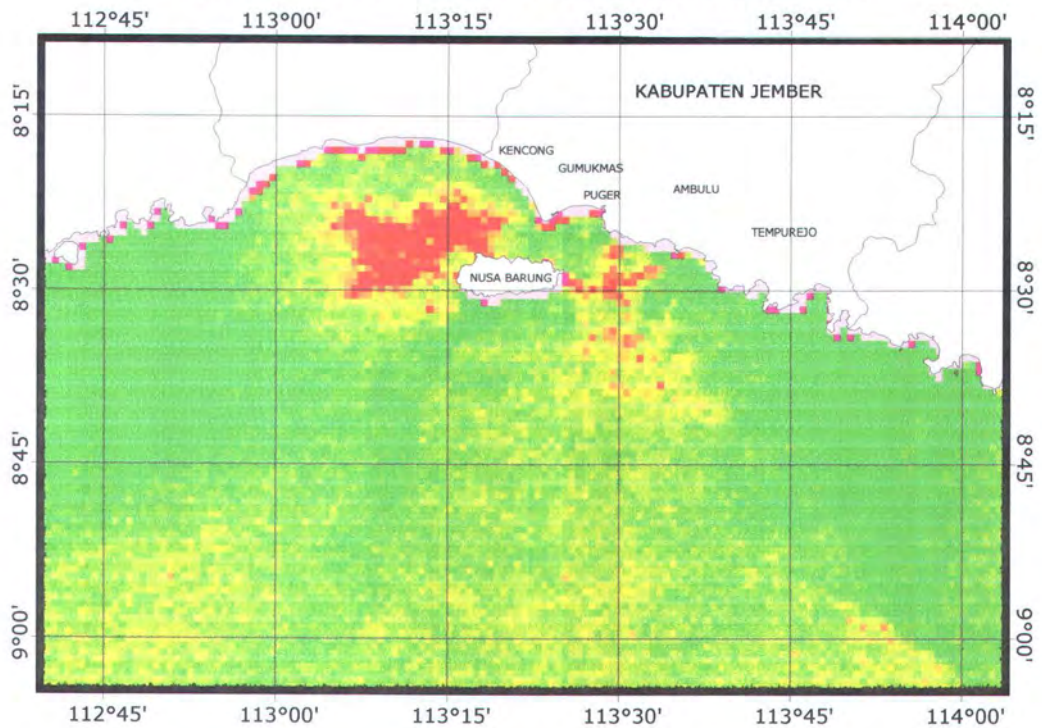 112°45' 113°00' 113°15' 113°30' 113°45' 114°00'
KABUPATEN JEMBER
8°15' 8°15'
KENCONG
GUMUKMAS
PUGER AMBULU
TEMPUREJO
NUSA BARUNG
8°30' 8°30'
8°45' 8°45'
9°00' 9°00'
112°45' 113°00' 113°15' 113°30' 113°45' 114°00'